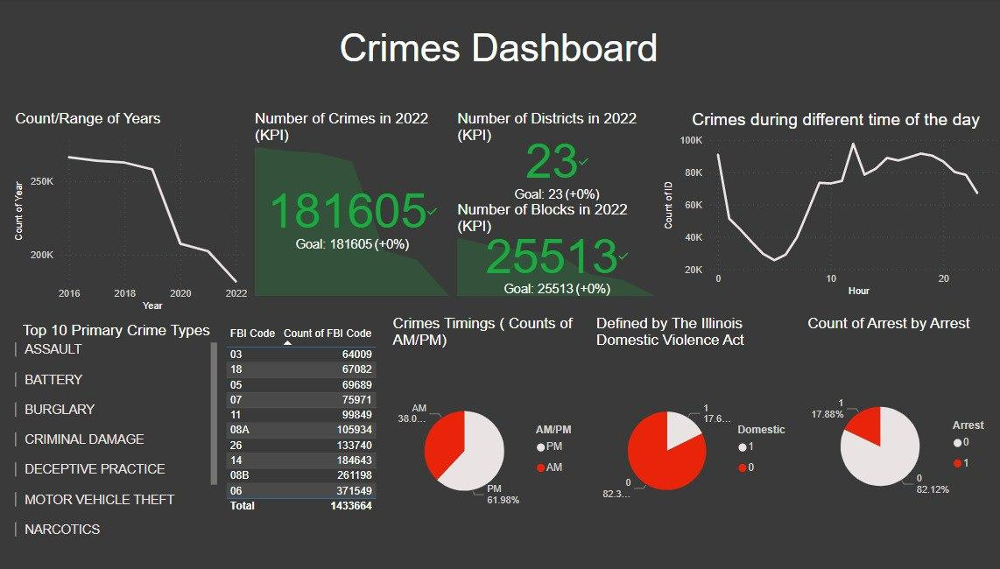 Crimes Dashboard
Count/Range of Years
Count of Year
250K
200K
2016
2018
2020
2022
Year
Number of Crimes in 2022
(KPI)
181605
Goal: 181605 (+0%)
Number of Districts in 2022
(KPI)
23
Goal: 23 (+0%)
Number of Blocks in 2022
(KPI)
25513
Goal: 25513 (+0%)
Crimes during different time of the day
Count of ID
100K
80K
60K
40K
20K
0
10
20
Hour
Top 10 Primary Crime Types
ASSAULT
BATTERY
BURGLARY
CRIMINAL DAMAGE
DECEPTIVE PRACTICE
MOTOR VEHICLE THEFT
NARCOTICS
FBI Code Count of FBI Code
03 64009
18 67082
05 69689
07 75971
11 99849
08A 105934
26 133740
14 184643
08B 261198
06 371549
Total 1433664
Crimes Timings ( Counts of
AM/PM)
AM
38.0...
PM
61.98%
AM/PM
PM
AM
Defined by The Illinois
Domestic Violence Act
1
17.6...
0
82.3...
Domestic
1
0
Count of Arrest by Arrest
1
17.88%
0
82.12%
Arrest
0
1